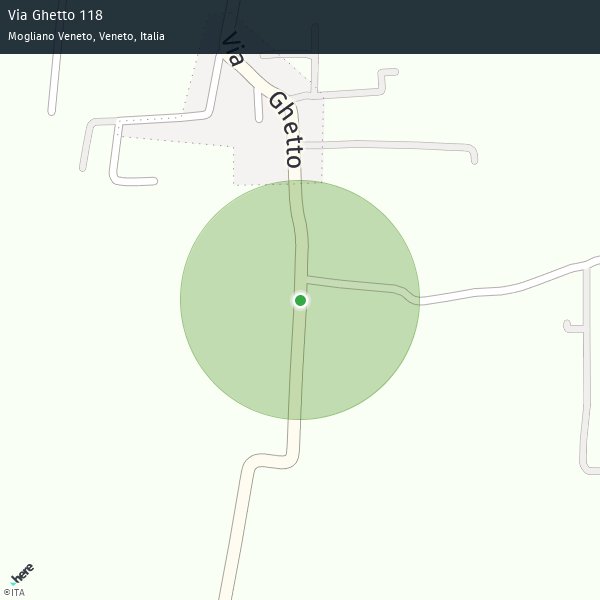 Via Ghetto 118
Mogliano Veneto, Veneto, Italia
Via Ghetto
here
©ITA